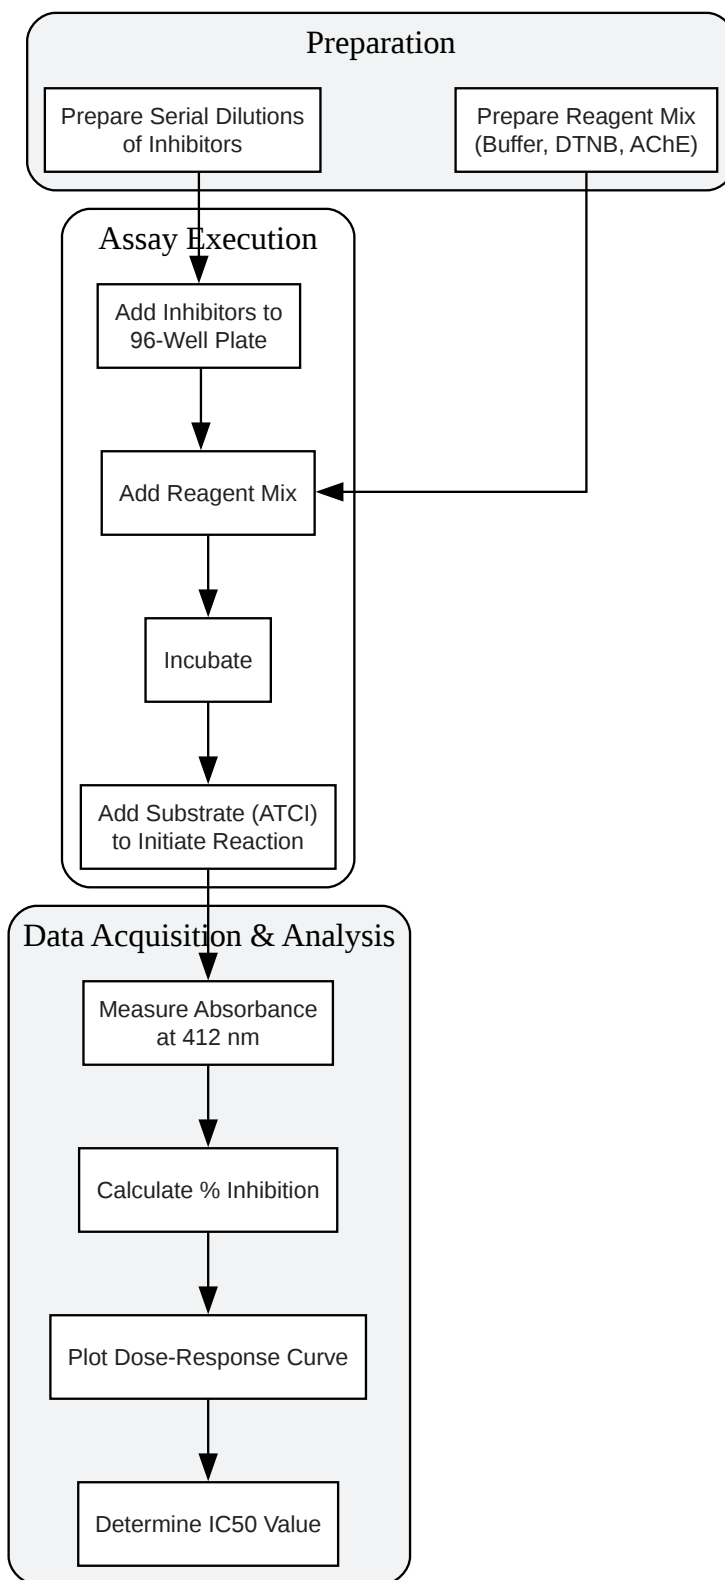 Preparation
Prepare Serial Dilutions
of Inhibitors
Prepare Reagent Mix
(Buffer, DTNB, AChE)
Assay Execution
Add Inhibitors to
96-Well Plate
Add Reagent Mix
Incubate
Add Substrate (ATCI)
to Initiate Reaction
Data Acquisition & Analysis
Measure Absorbance
at 412 nm
Calculate % Inhibition
Plot Dose-Response Curve
Determine IC50 Value